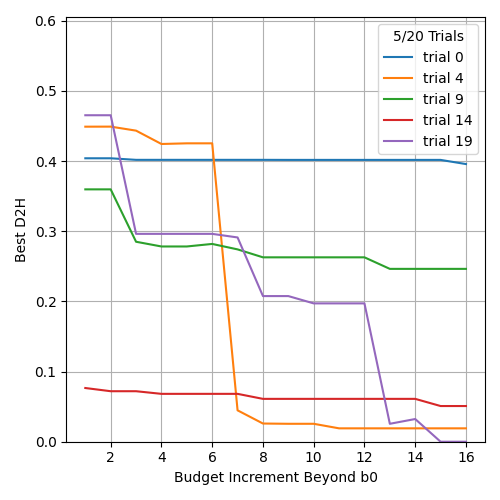 5/20 Trials
trial 0
trial 4
trial 9
trial 14
trial 19
0.6
0.5
0.4
0.3
0.2
0.1
0.0
Best D2H
2 4 6 8 10 12 14 16
Budget Increment Beyond b0